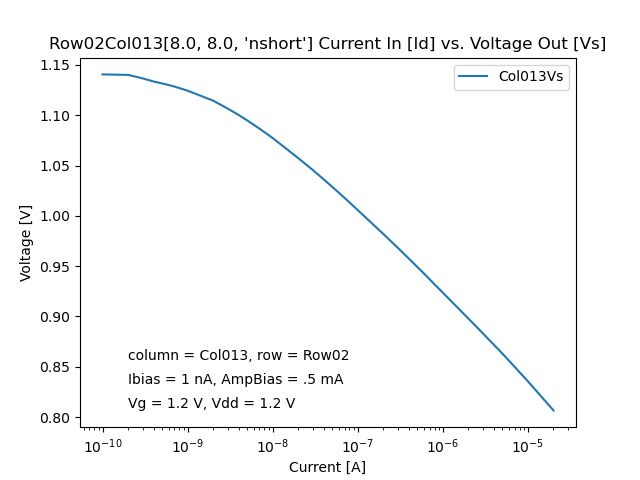 Row02Col013[8.0, 8.0, 'nshort'] Current In [Id] vs. Voltage Out [Vs]
Col013Vs
1.15
1.10
1.05
1.00
0.95
0.90
0.85
0.80
Voltage [V]
column = Col013, row = Row02
Ibias = 1 nA, AmpBias = .5 mA
Vg = 1.2 V, Vdd = 1.2 V
10⁻¹⁰ 10⁻⁹ 10⁻⁸ 10⁻⁷ 10⁻⁶ 10⁻⁵
Current [A]